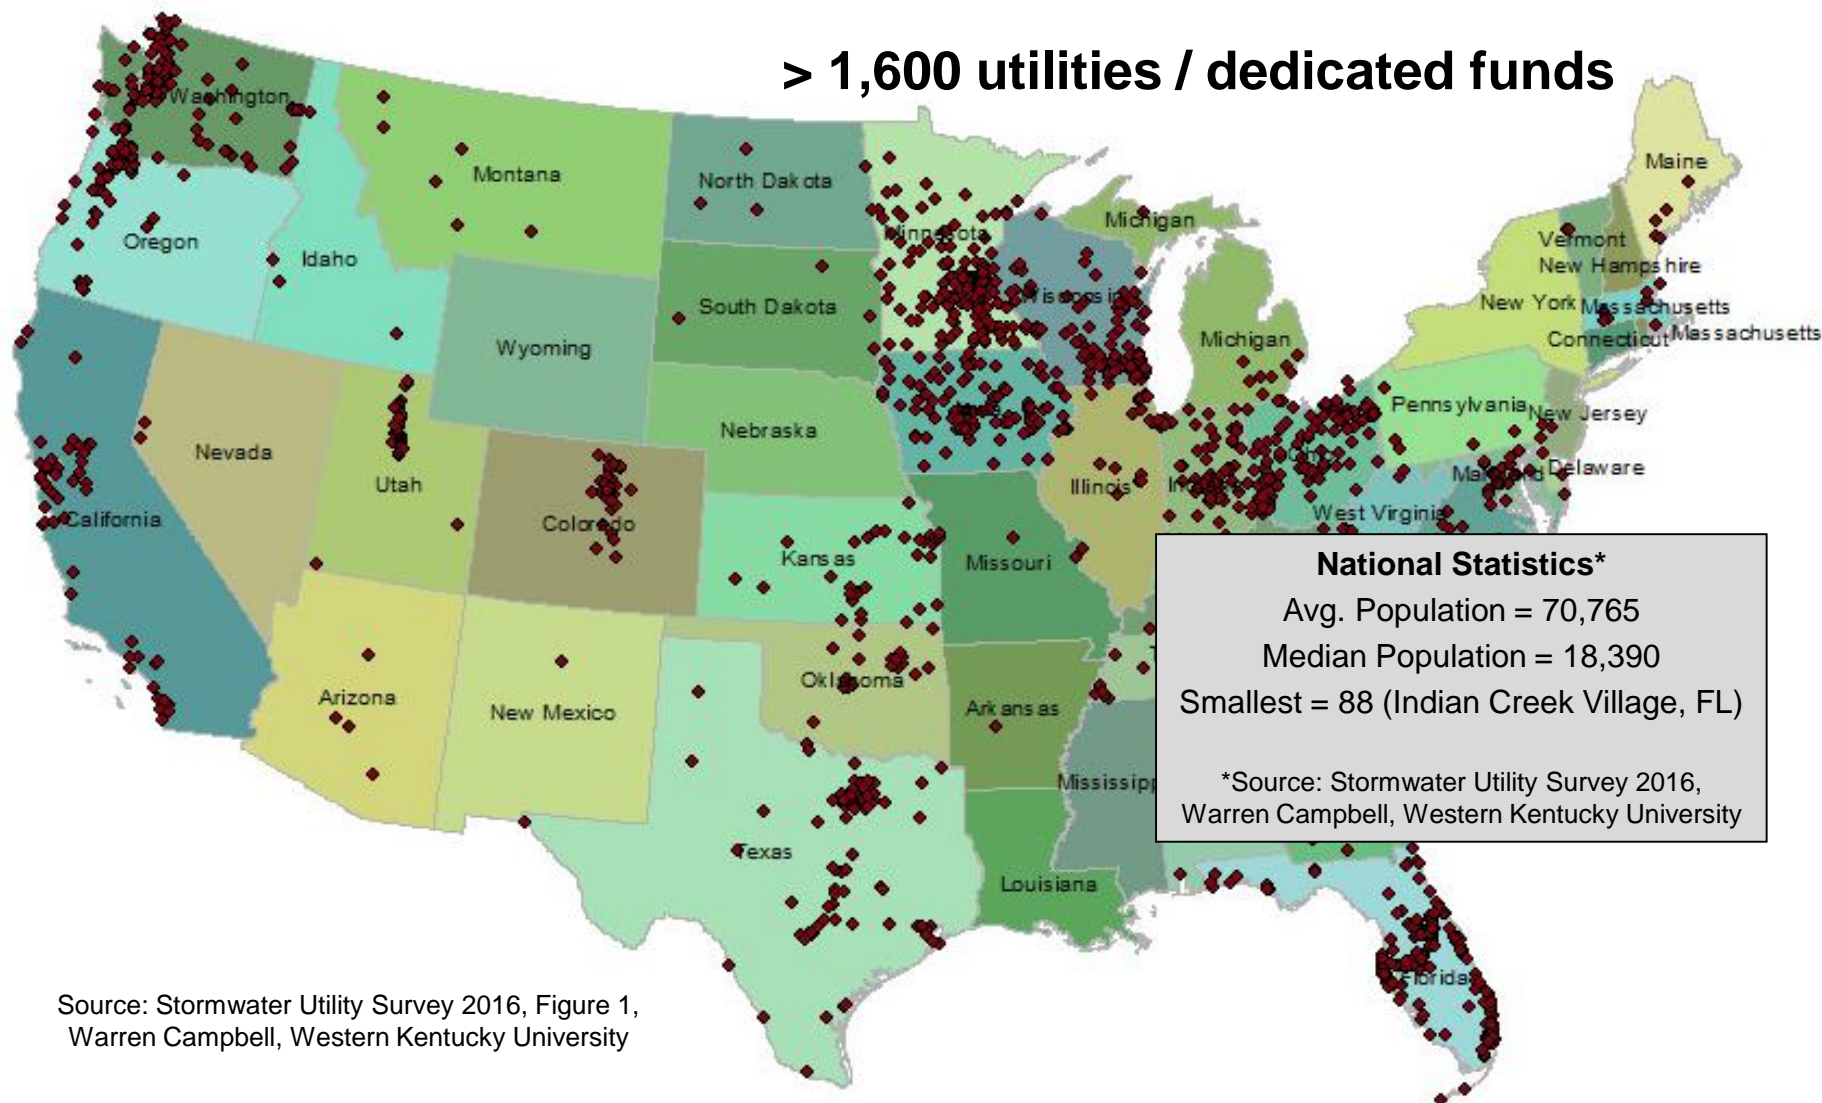 > 1,600 utilities / dedicated funds
Washington
Montana
North Dakota
Minnesota
Michigan
Maine
Oregon
Idaho
Vermont
New Hampshire
South Dakota
Wisconsin
New York
Massachusetts
Wyoming
Michigan
Connecticut
Massachusetts
Nebraska
Iowa
Pennsylvania
New Jersey
Nevada
Utah
Illinois
Ohio
Maryland
Delaware
California
Colorado
West Virginia
Kansas
Missouri
National Statistics*
Avg. Population = 70,765
Median Population = 18,390
Smallest = 88 (Indian Creek Village, FL)
*Source: Stormwater Utility Survey 2016,
Warren Campbell, Western Kentucky University
Arizona
New Mexico
Oklahoma
Arkansas
Mississipp
Texas
Louisiana
Florida
Source: Stormwater Utility Survey 2016, Figure 1,
Warren Campbell, Western Kentucky University